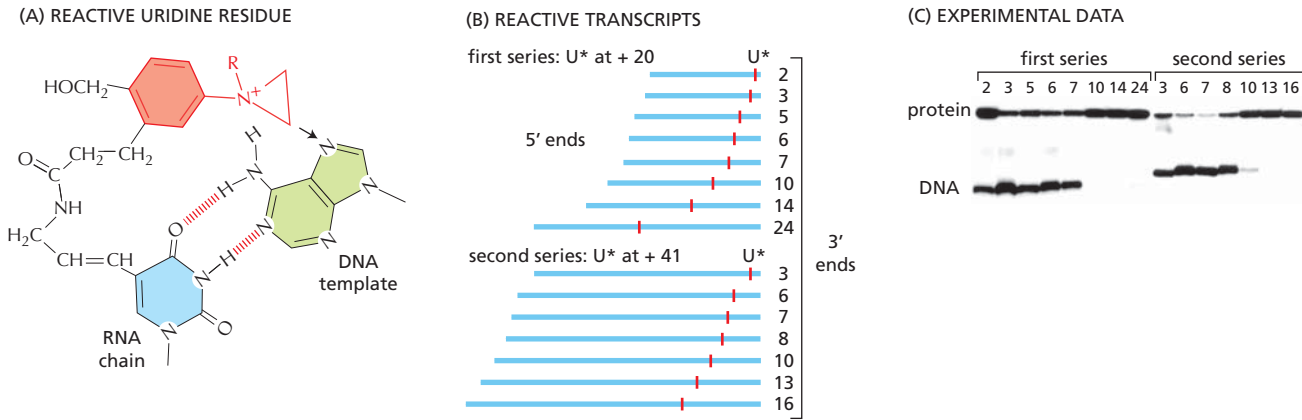 (A) REACTIVE URIDINE RESIDUE
HOCH₂
R
N+
CH₂—CH₂
O
C
NH
H₂C
CH=CH
O
N
H
O
N
RNA
chain
H
H
N
N
N
N
N
DNA
template
(B) REACTIVE TRANSCRIPTS
first series: U* at + 20 U*
5’ ends
2
3
5
6
7
10
14
24
second series: U* at + 41 U*
3
6
7
8
10
13
16
3’
ends
(C) EXPERIMENTAL DATA
first series second series
2 3 5 6 7 10 14 24 3 6 7 8 10 13 16
protein
DNA